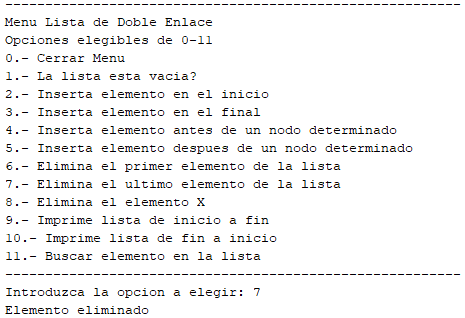 ---------------------------------------------------------
Menu Lista de Doble Enlace
Opciones elegibles de 0-11
0.- Cerrar Menu
1.- La lista esta vacia?
2.- Inserta elemento en el inicio
3.- Inserta elemento en el final
4.- Inserta elemento antes de un nodo determinado
5.- Inserta elemento despues de un nodo determinado
6.- Elimina el primer elemento de la lista
7.- Elimina el ultimo elemento de la lista
8.- Elimina el elemento X
9.- Imprime lista de inicio a fin
10.- Imprime lista de fin a inicio
11.- Buscar elemento en la lista
---------------------------------------------------------
Introduzca la opcion a elegir: 7
Elemento eliminado